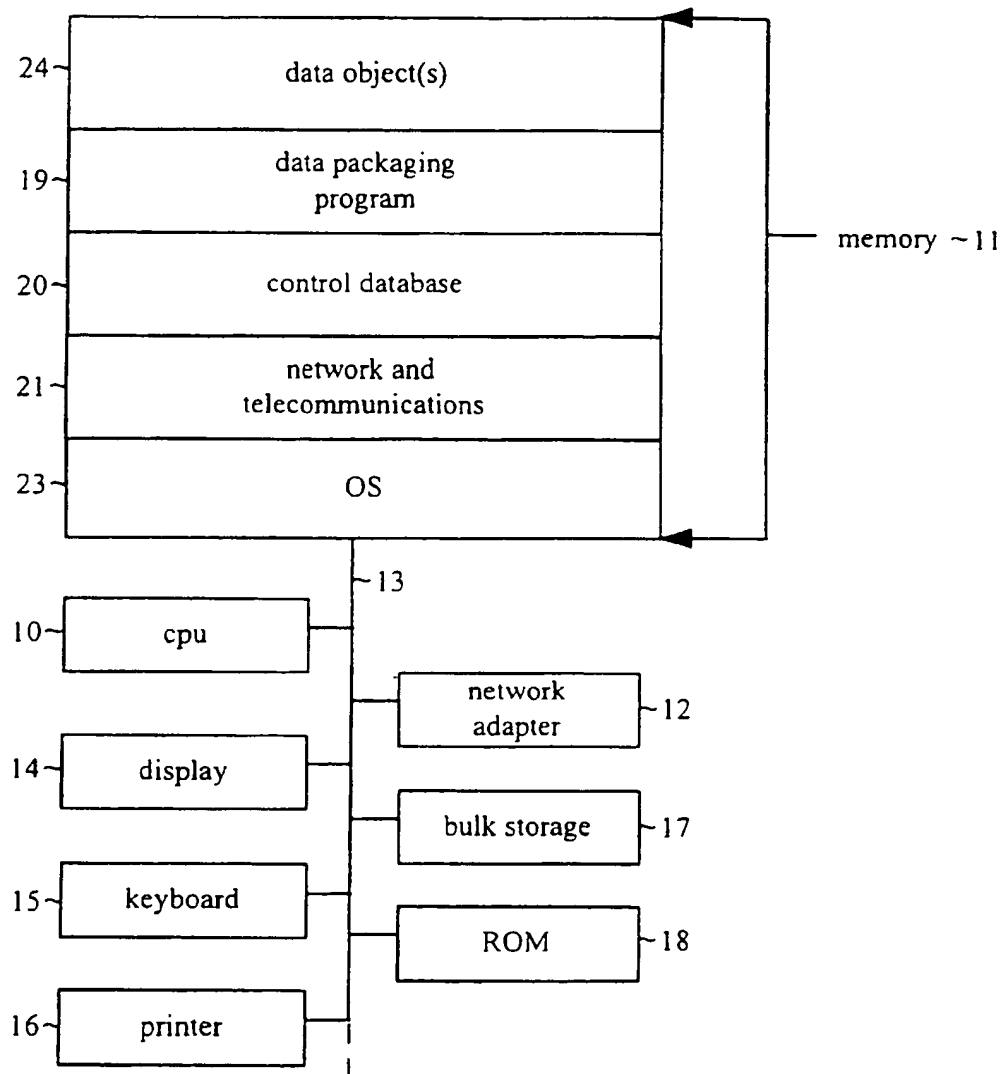 24~ data object(s)
19~ data packaging
program
memory ~11
20~ control database
21~ network and
telecommunications
23~ OS
~13
10~ cpu
network
adapter ~12
14~ display
bulk storage ~17
15~ keyboard
ROM ~18
16~ printer